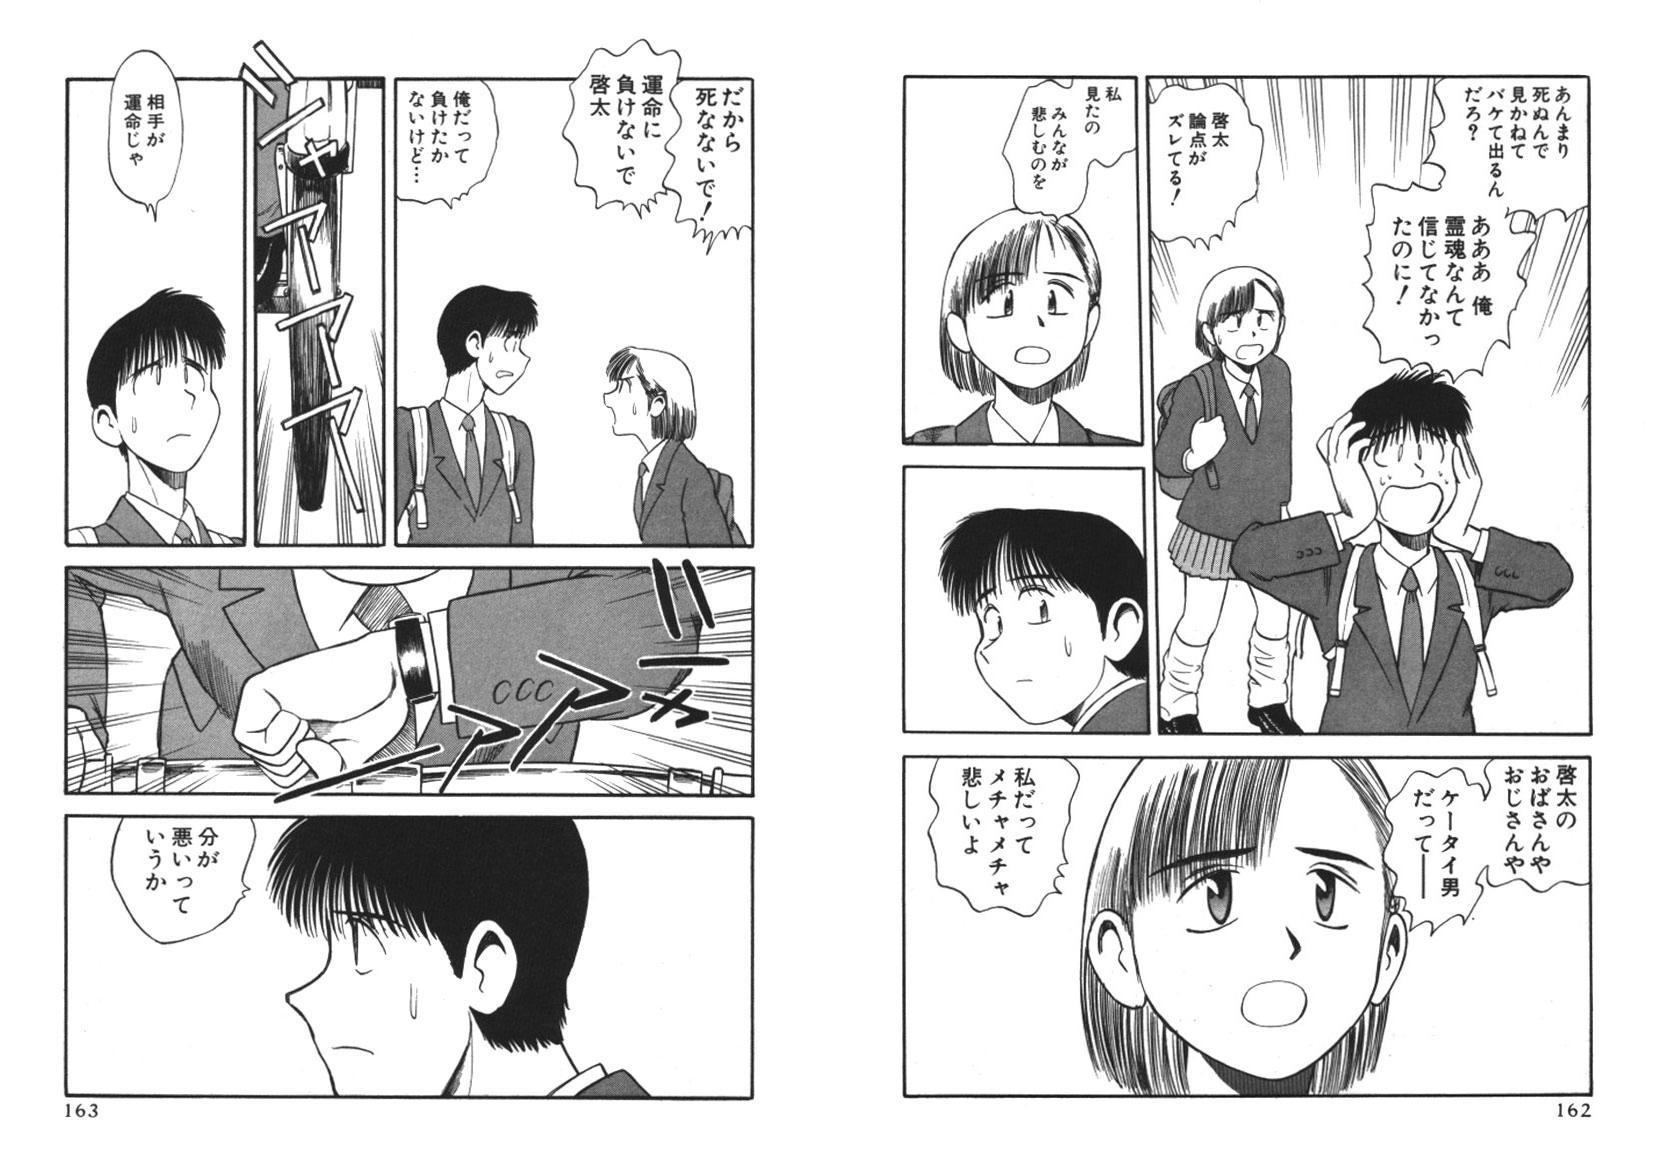 あんまり
死ぬんで
見かねて
バケて出るん
だろ?
あああ 俺
霊魂なんて
信じてなかっ
たのに!
啓太
論点が
ズレてる!
私
見たの
みんなが
悲しむのを
啓太の
おばさんや
おじさんや
ケータイ男
だって──
私だって
メチャメチャ
悲しいよ
162
だから
死なないで!
運命に
負けないで
啓太
俺だって
負けたか
ないけど…
相手が
運命じゃ
分が
悪いって
いうか
163